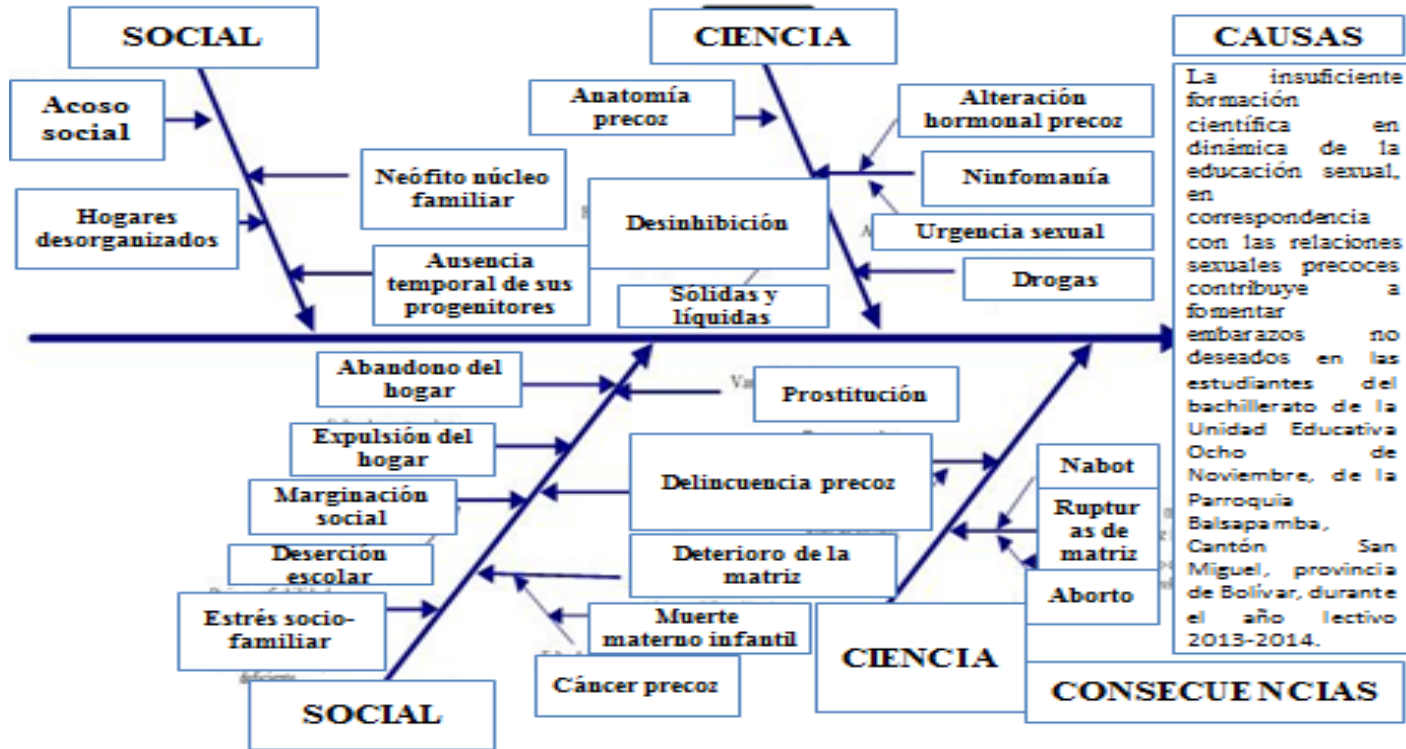 SOCIAL
CIENCIA
CAUSAS
Acoso
social
Anatomía
precoz
Alteración
hormonal precoz
Neófito núcleo
familiar
Ninfomanía
Hogares
desorganizados
Desinhibición
Urgencia sexual
Ausencia
temporal de sus
progenitores
Drogas
Sólidas y
líquidas
La insuficiente
formación
científica en
dinámica de la
educación sexual,
en
correspondencia
con las relaciones
sexuales precoces
contribuye a
fomentar
embarazos no
deseados en las
estudiantes del
bachillerato de la
Unidad Educativa
Ocho de
Noviembre, de la
Parroquia
Balsapamba,
Cantón San
Miguel, provincia
de Bolívar, durante
el año lectivo
2013-2014.
Abandono del
hogar
Prostitución
Expulsión del
hogar
Delincuencia precoz
Nabot
Marginación
social
Ruptur
as de
matriz
Deserción
escolar
Deterioro de la
matriz
Aborto
Estrés socio-
familiar
Muerte
materno infantil
Cáncer precoz
CIENCIA
SOCIAL
CONSECUE NCIAS